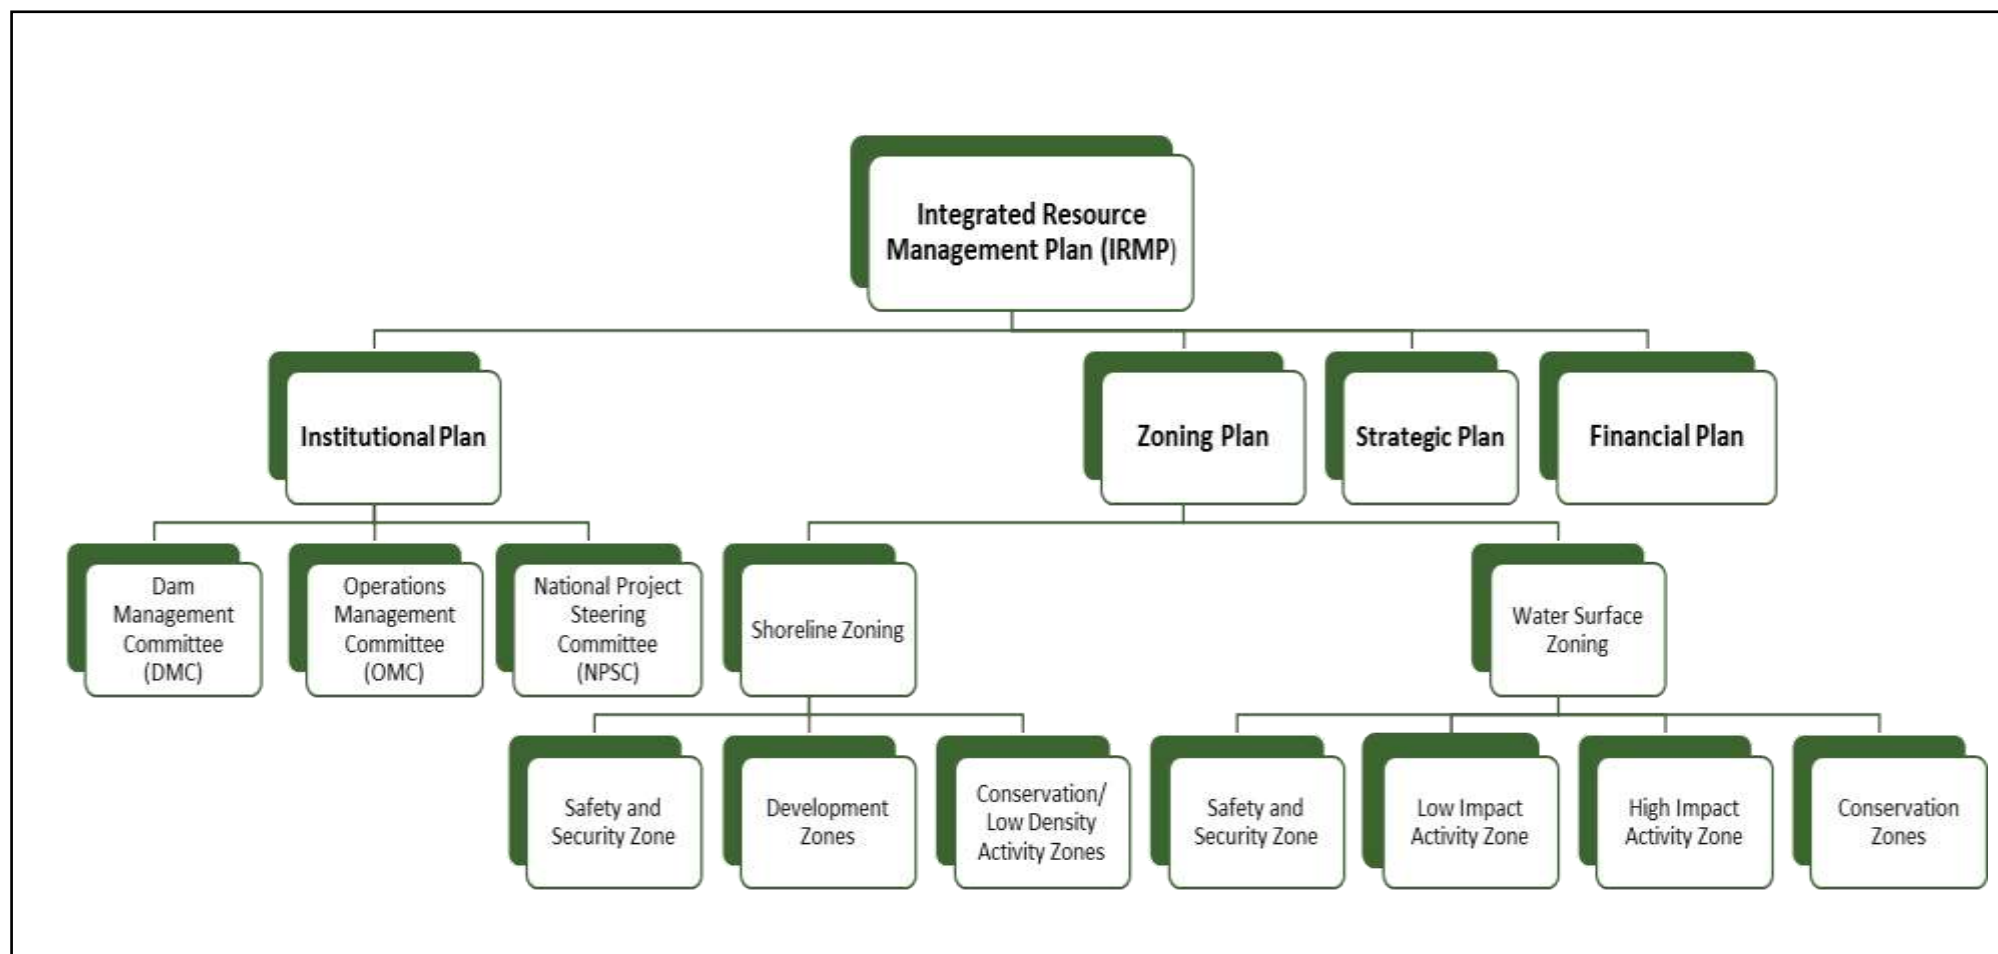 Integrated Resource
Management Plan (IRMP)
Institutional Plan
Zoning Plan
Strategic Plan
Financial Plan
Dam
Management
Committee
(DMC)
Operations
Management
Committee
(OMC)
National Project
Steering
Committee
(NPSC)
Shoreline Zoning
Water Surface
Zoning
Safety and
Security Zone
Development
Zones
Conservation/
Low Density
Activity Zones
Safety and
Security Zone
Low Impact
Activity Zone
High Impact
Activity Zone
Conservation
Zones